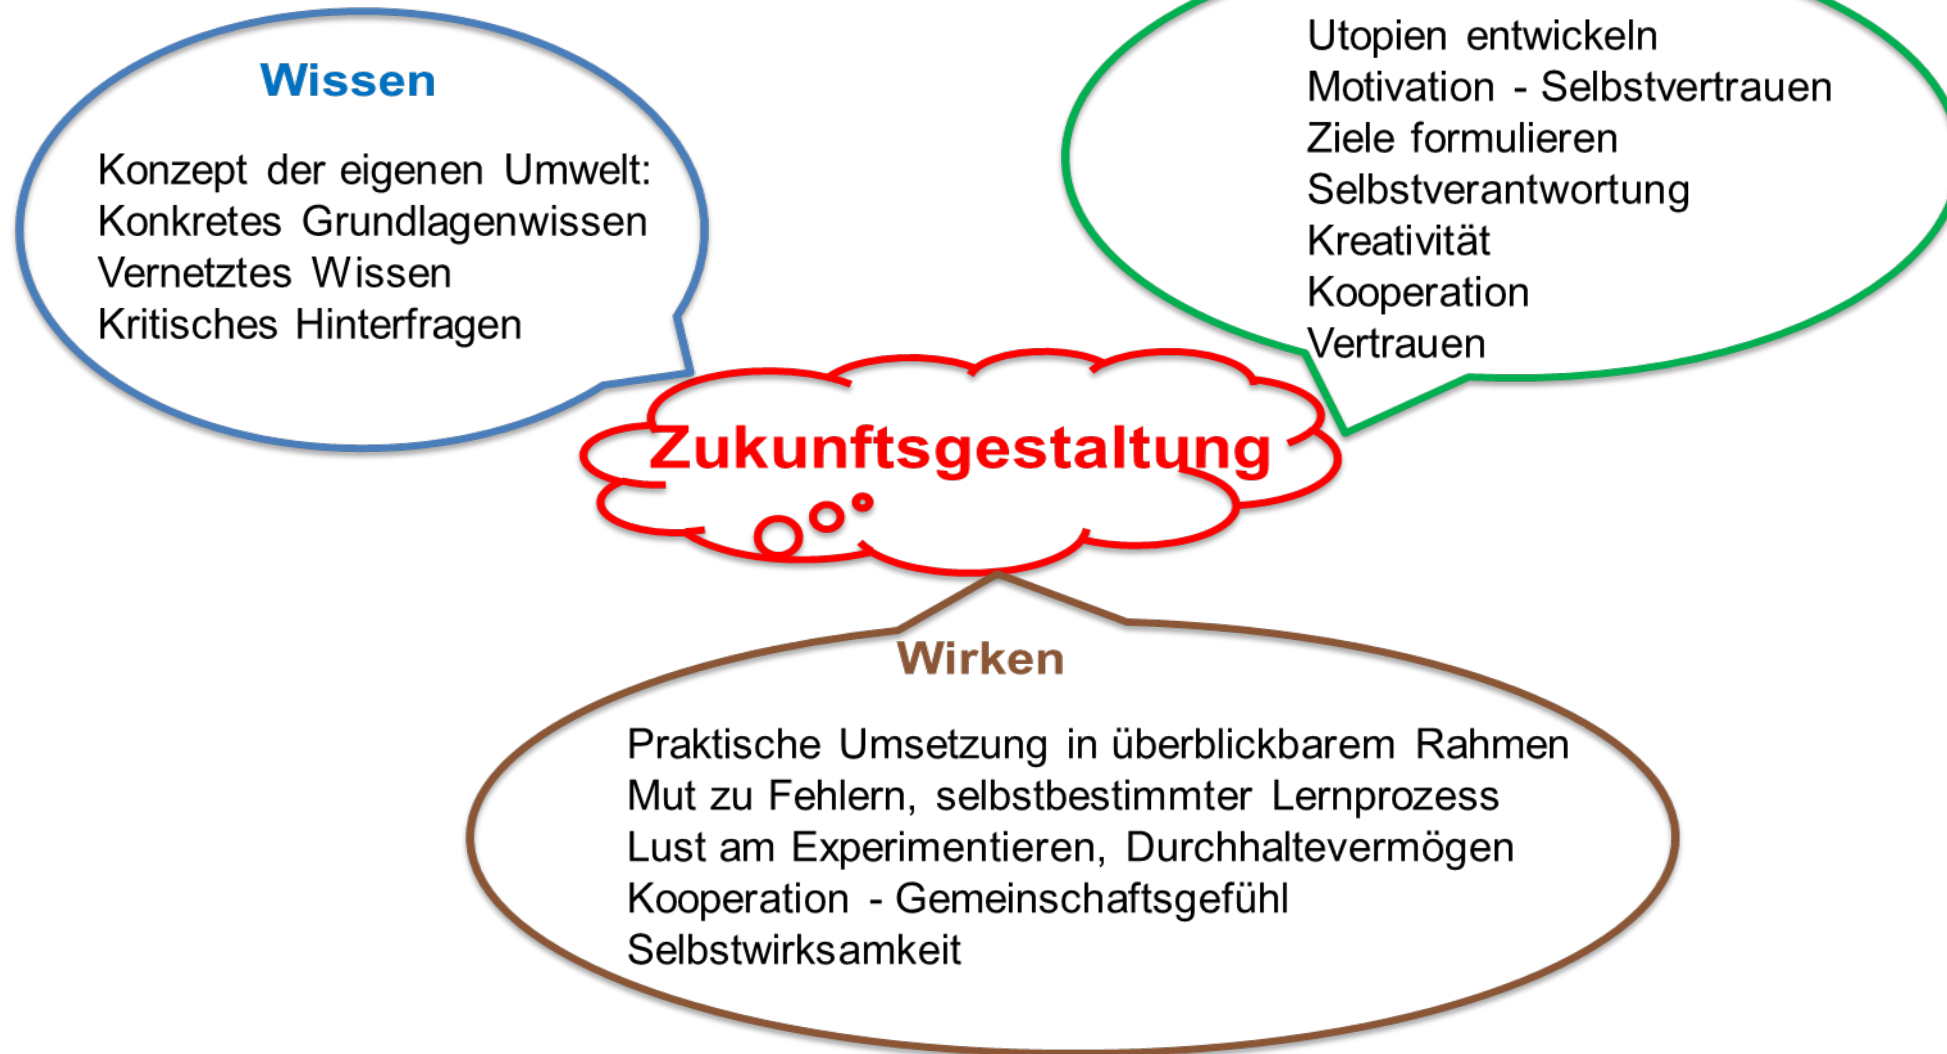 Wissen
Konzept der eigenen Umwelt:
Konkretes Grundlagenwissen
Vernetztes Wissen
Kritisches Hinterfragen
Utopien entwickeln
Motivation - Selbstvertrauen
Ziele formulieren
Selbstverantwortung
Kreativität
Kooperation
Vertrauen
Zukunftsgestaltung
Wirken
Praktische Umsetzung in überblickbarem Rahmen
Mut zu Fehlern, selbstbestimmter Lernprozess
Lust am Experimentieren, Durchhaltevermögen
Kooperation - Gemeinschaftsgefühl
Selbstwirksamkeit